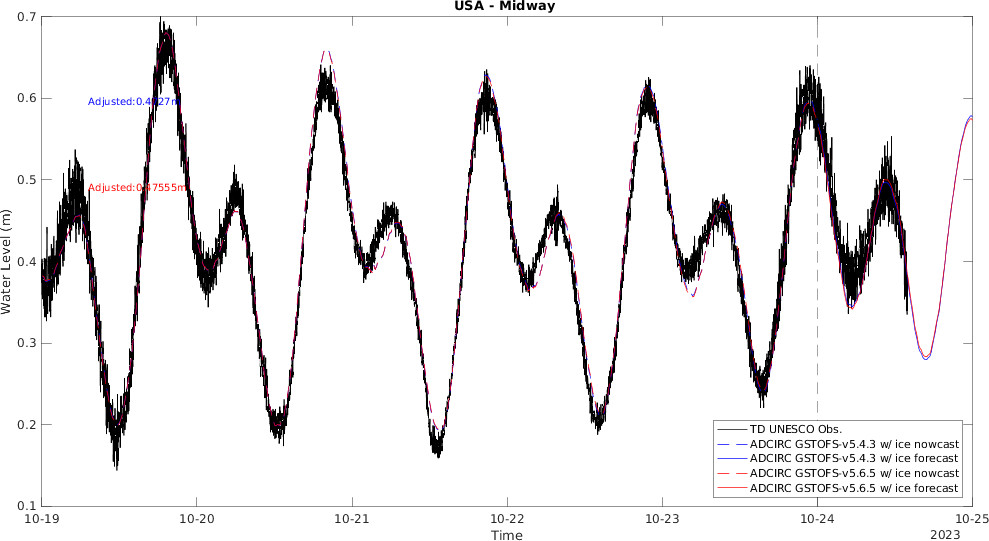 USA - Midway
0.7
0.6
0.5
0.4
0.3
0.2
0.1
Water Level (m)
Adjusted:0.47555m
10-19
10-20
10-21
10-22
10-23
10-24
10-25
Time
2023
TD UNESCO Obs.
ADCIRC GSTOFS-v5.4.3 w/ ice nowcast
ADCIRC GSTOFS-v5.4.3 w/ ice forecast
ADCIRC GSTOFS-v5.6.5 w/ ice nowcast
ADCIRC GSTOFS-v5.6.5 w/ ice forecast